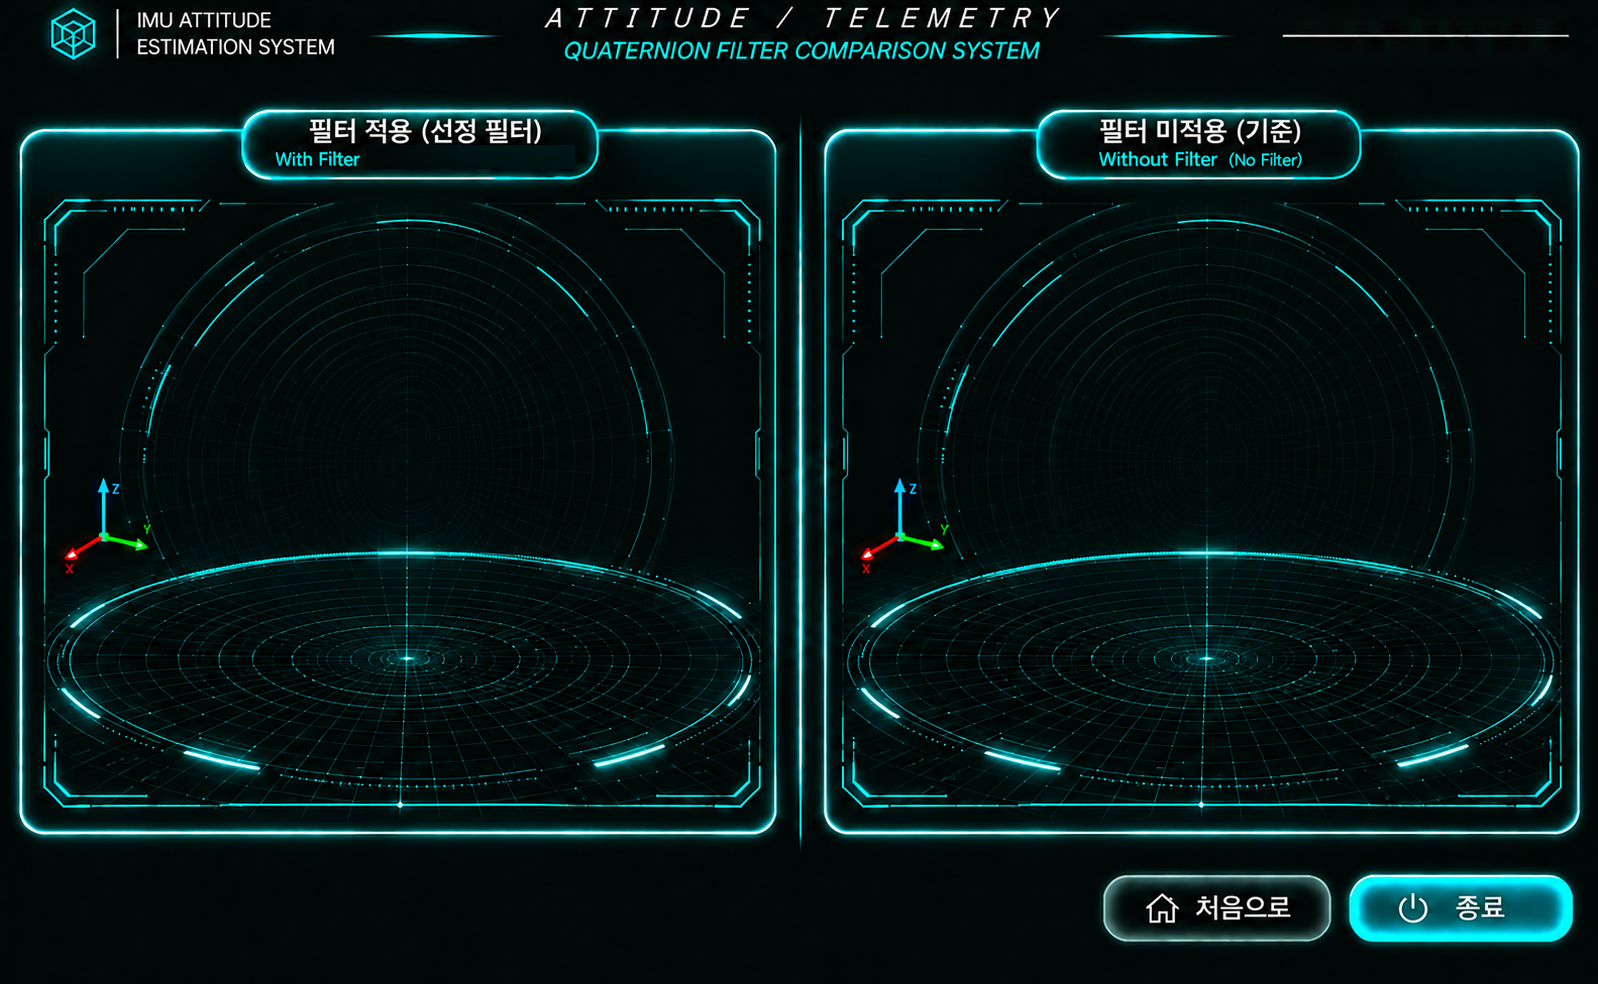 IMU ATTITUDE
ESTIMATION SYSTEM
ATTITUDE / TELEMETRY
QUATERNION FILTER COMPARISON SYSTEM
필터 적용 (선정 필터)
With Filter
필터 미적용 (기준)
Without Filter (No Filter)
Z
Y
X
Z
Y
X
처음으로
종료